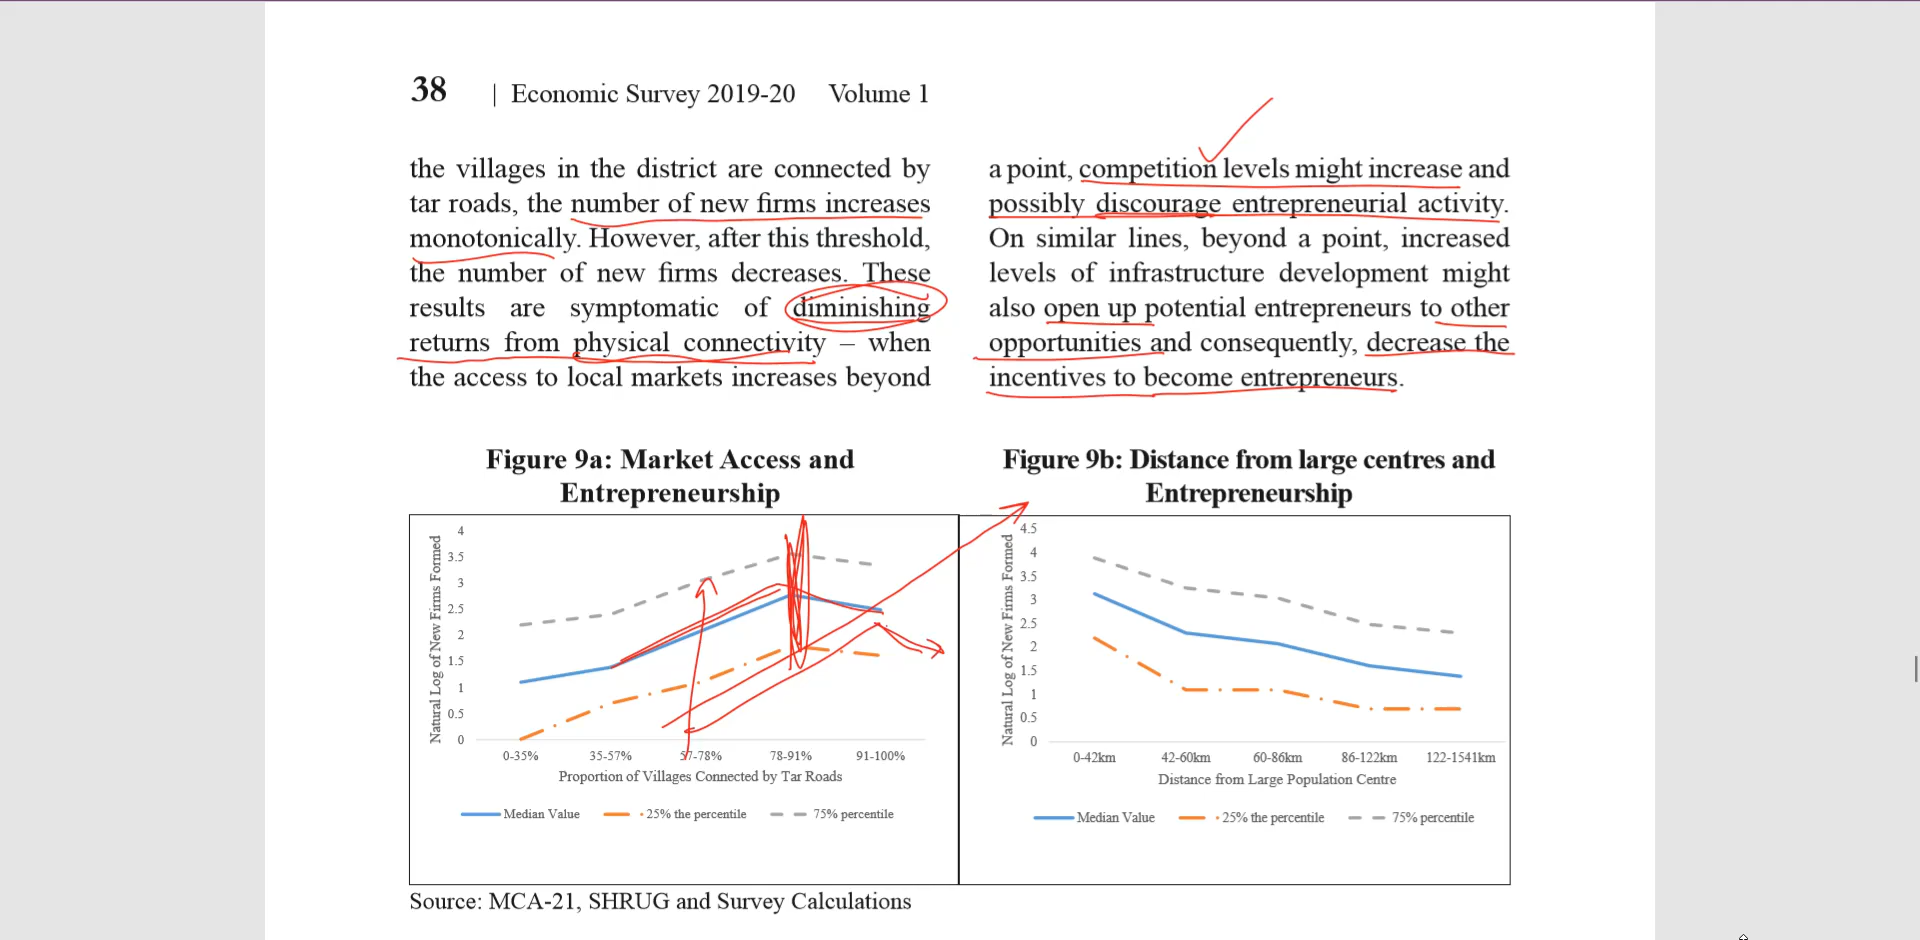 38 | Economic Survey 2019-20 Volume 1
the villages in the district are connected by
tar roads, the number of new firms increases
monotonically. However, after this threshold,
the number of new firms decreases. These
results are symptomatic of diminishing
returns from physical connectivity – when
the access to local markets increases beyond
a point, competition levels might increase and
possibly discourage entrepreneurial activity.
On similar lines, beyond a point, increased
levels of infrastructure development might
also open up potential entrepreneurs to other
opportunities and consequently, decrease the
incentives to become entrepreneurs.
Figure 9a: Market Access and
Entrepreneurship
Natural Log of New Firms Formed
4
3.5
3
2.5
2
1.5
1
0.5
0
0-35% 35-57% 57-78% 78-91% 91-100%
Proportion of Villages Connected by Tar Roads
Median Value 25% the percentile 75% percentile
Figure 9b: Distance from large centres and
Entrepreneurship
Natural Log of New Firms Formed
4.5
4
3.5
3
2.5
2
1.5
1
0.5
0
0-42km 42-60km 60-86km 86-122km 122-1541km
Distance from Large Population Centre
Median Value 25% the percentile 75% percentile
Source: MCA-21, SHRUG and Survey Calculations